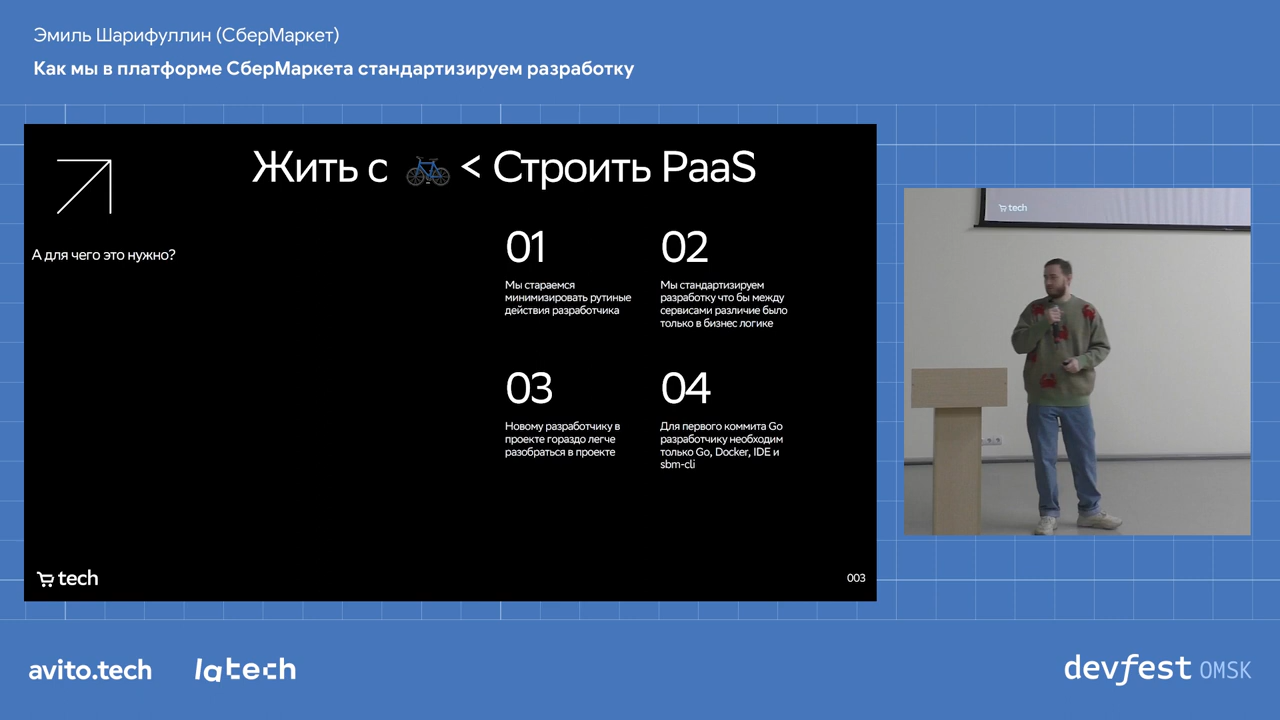 Эмиль Шарифуллин (СберМаркет)
Как мы в платформе СберМаркета стандартизируем разработку
Жить с < Строить PaaS
А для чего это нужно?
01
Мы стараемся
минимизировать рутиные
действия разработчика
02
Мы стандартизируем
разработку что бы между
сервисами различие было
только в бизнес логике
03
Новому разработчику в
проекте гораздо легче
разобраться в проекте
04
Для первого коммита Go
разработчику необходим
только Go, Docker, IDE и
sbm-cli
tech
003
tech
avito.tech
latech
devfest OMSK